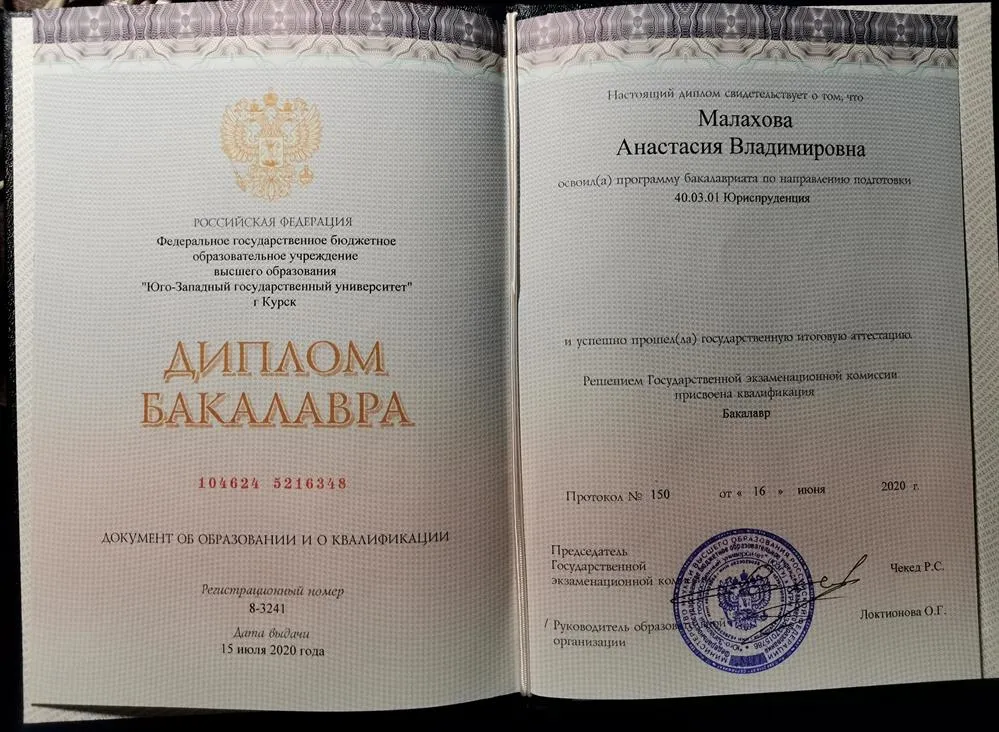 РОССИЙСКАЯ ФЕДЕРАЦИЯ
Федеральное государственное бюджетное
образовательное учреждение
высшего образования
"Юго-Западный государственный университет"
г Курск
ДИПЛОМ
БАКАЛАВРА
104624 5216348
ДОКУМЕНТ ОБ ОБРАЗОВАНИИ И О КВАЛИФИКАЦИИ
Регистрационный номер
8-3241
Дата выдачи
15 июля 2020 года
Настоящий диплом свидетельствует о том, что
Малахова
Анастасия Владимировна
освоил(а) программу бакалавриата по направлению подготовки
40.03.01 Юриспруденция
и успешно прошел(ла) государственную итоговую аттестацию.
Решением Государственной экзаменационной комиссии
присвоена квалификация
Бакалавр
Протокол № 150 от « 16 » июня 2020 г.
Председатель
Государственной
экзаменационной ком
Чекед Р.С.
/ Руководитель образов ной
организации
Локтионова О.Г.